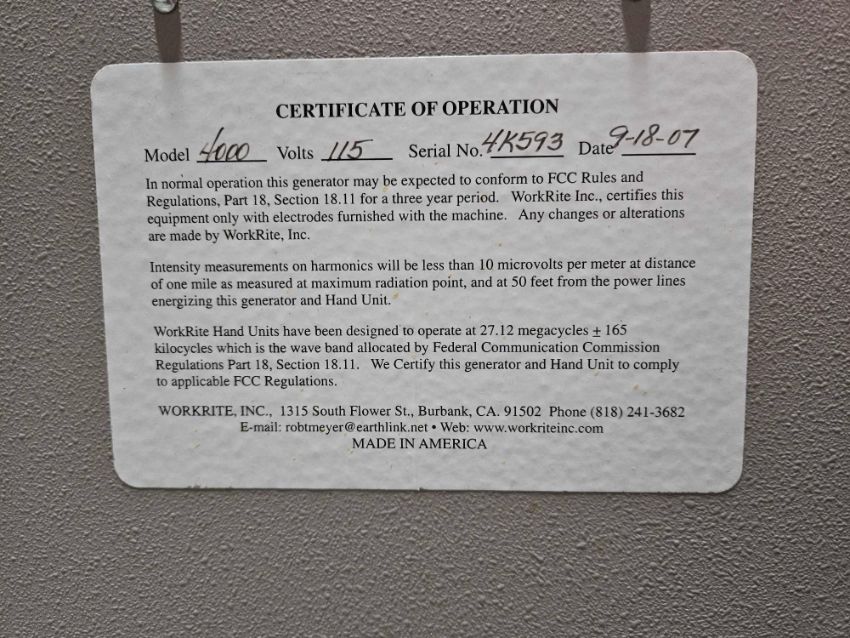 CERTIFICATE OF OPERATION
Model 4000 Volts 115 Serial No. 4K593 Date 9-18-07
In normal operation this generator may be expected to conform to FCC Rules and
Regulations, Part 18, Section 18.11 for a three year period. WorkRite Inc., certifies this
equipment only with electrodes furnished with the machine. Any changes or alterations
are made by WorkRite, Inc.
Intensity measurements on harmonics will be less than 10 microvolts per meter at distance
of one mile as measured at maximum radiation point, and at 50 feet from the power lines
energizing this generator and Hand Unit.
WorkRite Hand Units have been designed to operate at 27.12 megacycles ± 165
kilocycles which is the wave band allocated by Federal Communication Commission
Regulations Part 18, Section 18.11. We Certify this generator and Hand Unit to comply
to applicable FCC Regulations.
WORKRITE, INC., 1315 South Flower St., Burbank, CA. 91502 Phone (818) 241-3682
E-mail: robtmeyer@earthlink.net • Web: www.workriteinc.com
MADE IN AMERICA